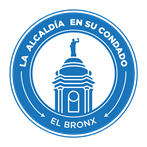 LA ALCALDÍA EN SU CONDADO
EL BRONX